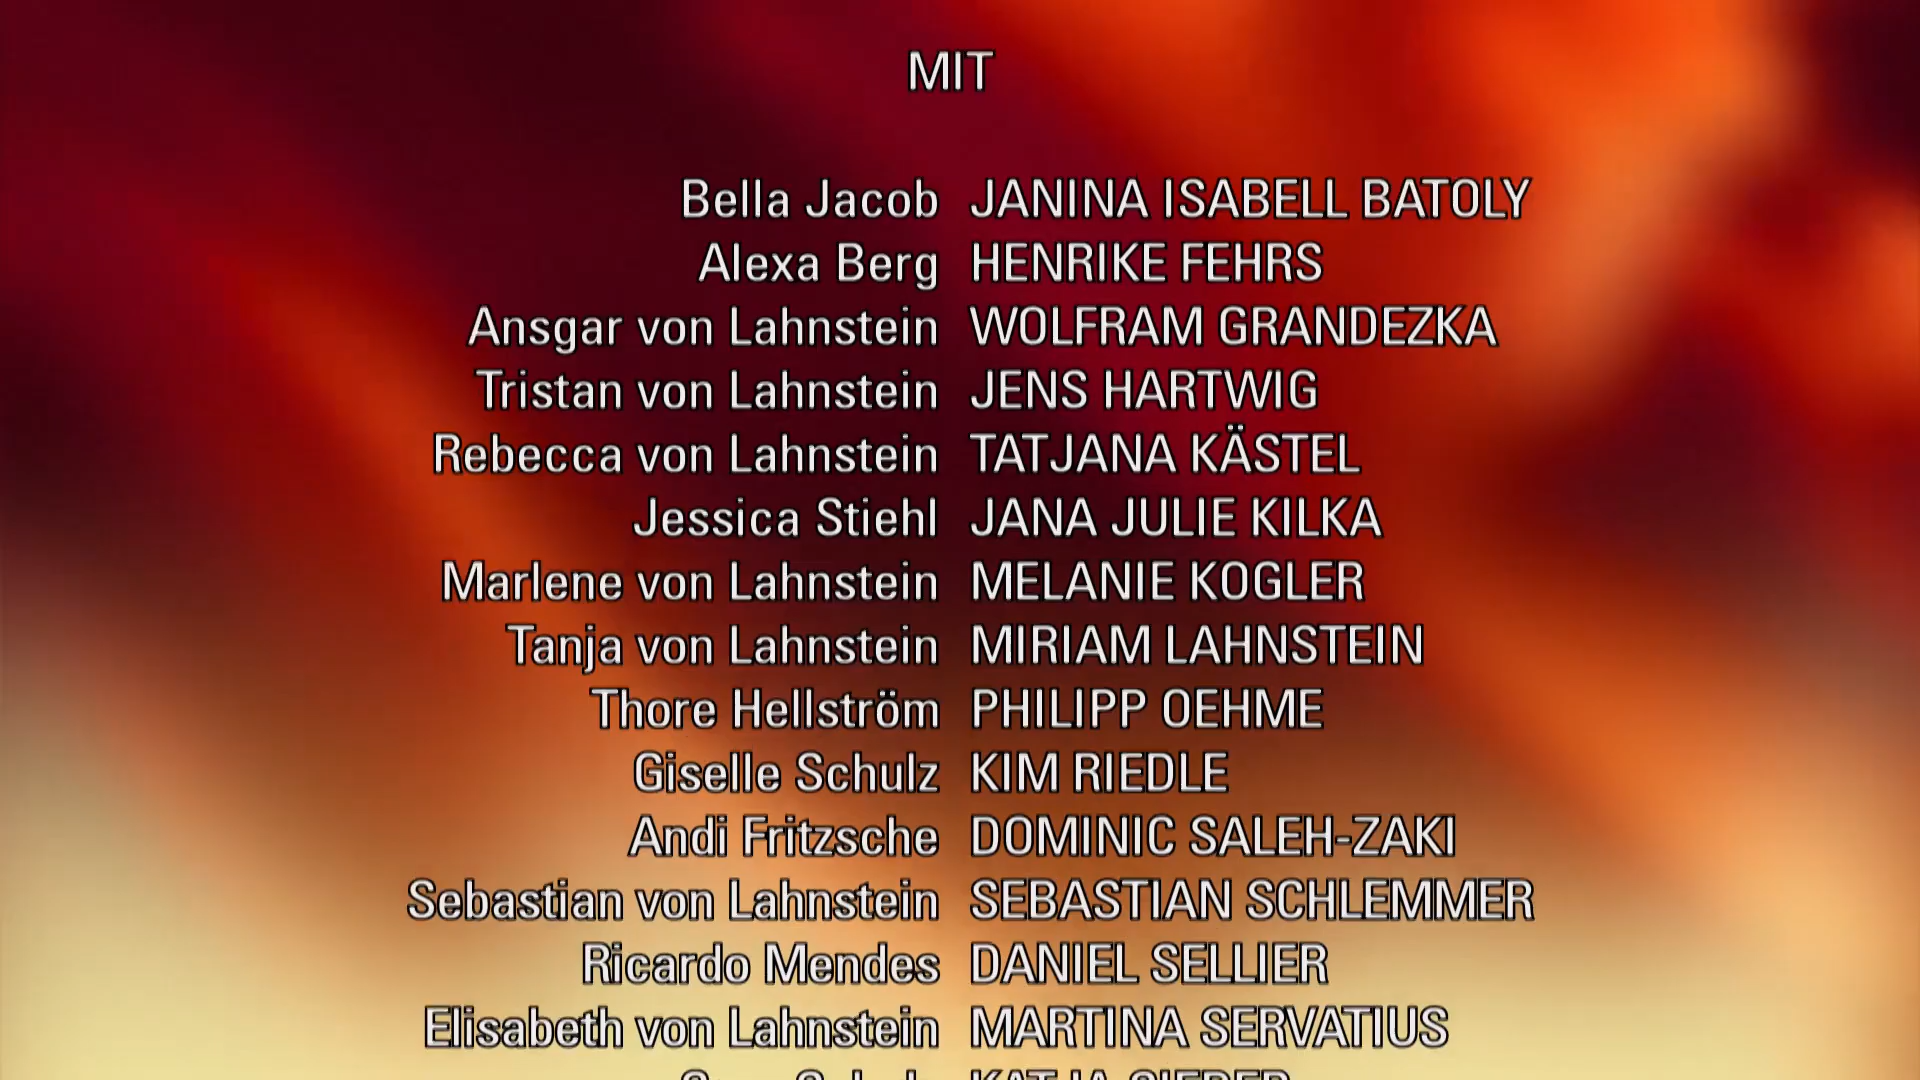 MIT
Bella Jacob JANINA ISABELL BATOLY
Alexa Berg HENRIKE FEHRS
Ansgar von Lahnstein WOLFRAM GRANDEZKA
Tristan von Lahnstein JENS HARTWIG
Rebecca von Lahnstein TATJANA KÄSTEL
Jessica Stiehl JANA JULIE KILKA
Marlene von Lahnstein MELANIE KOGLER
Tanja von Lahnstein MIRIAM LAHNSTEIN
Thore Hellström PHILIPP OEHME
Giselle Schulz KIM RIEDLE
Andi Fritzsche DOMINIC SALEH-ZAKI
Sebastian von Lahnstein SEBASTIAN SCHLEMMER
Ricardo Mendes DANIEL SELLIER
Elisabeth von Lahnstein MARTINA SERVATIUS